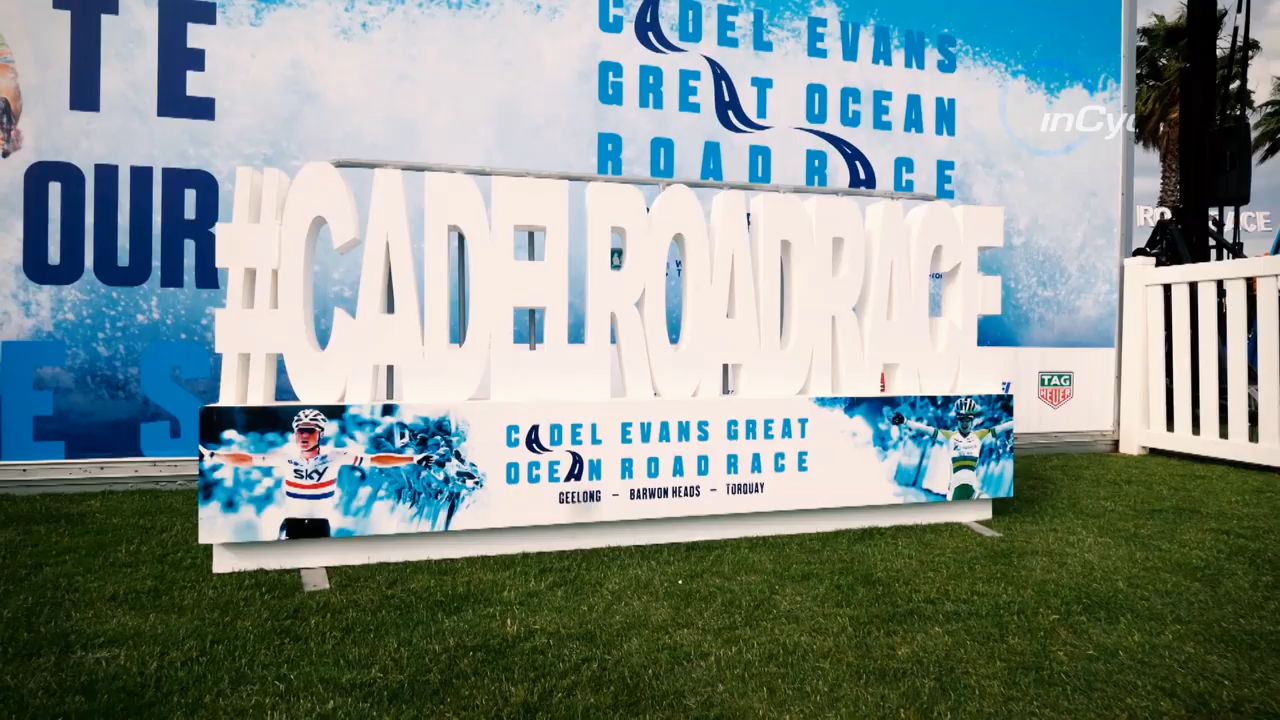 TE
OUR
E S
CADEL EVANS
GREAT OCEAN
ROAD RACE
inCyc
RACE
#CADELROADRACE
TAG
HEUER
SKY
CADEL EVANS GREAT
OCEAN ROAD RACE
GEELONG – BARWON HEADS – TORQUAY